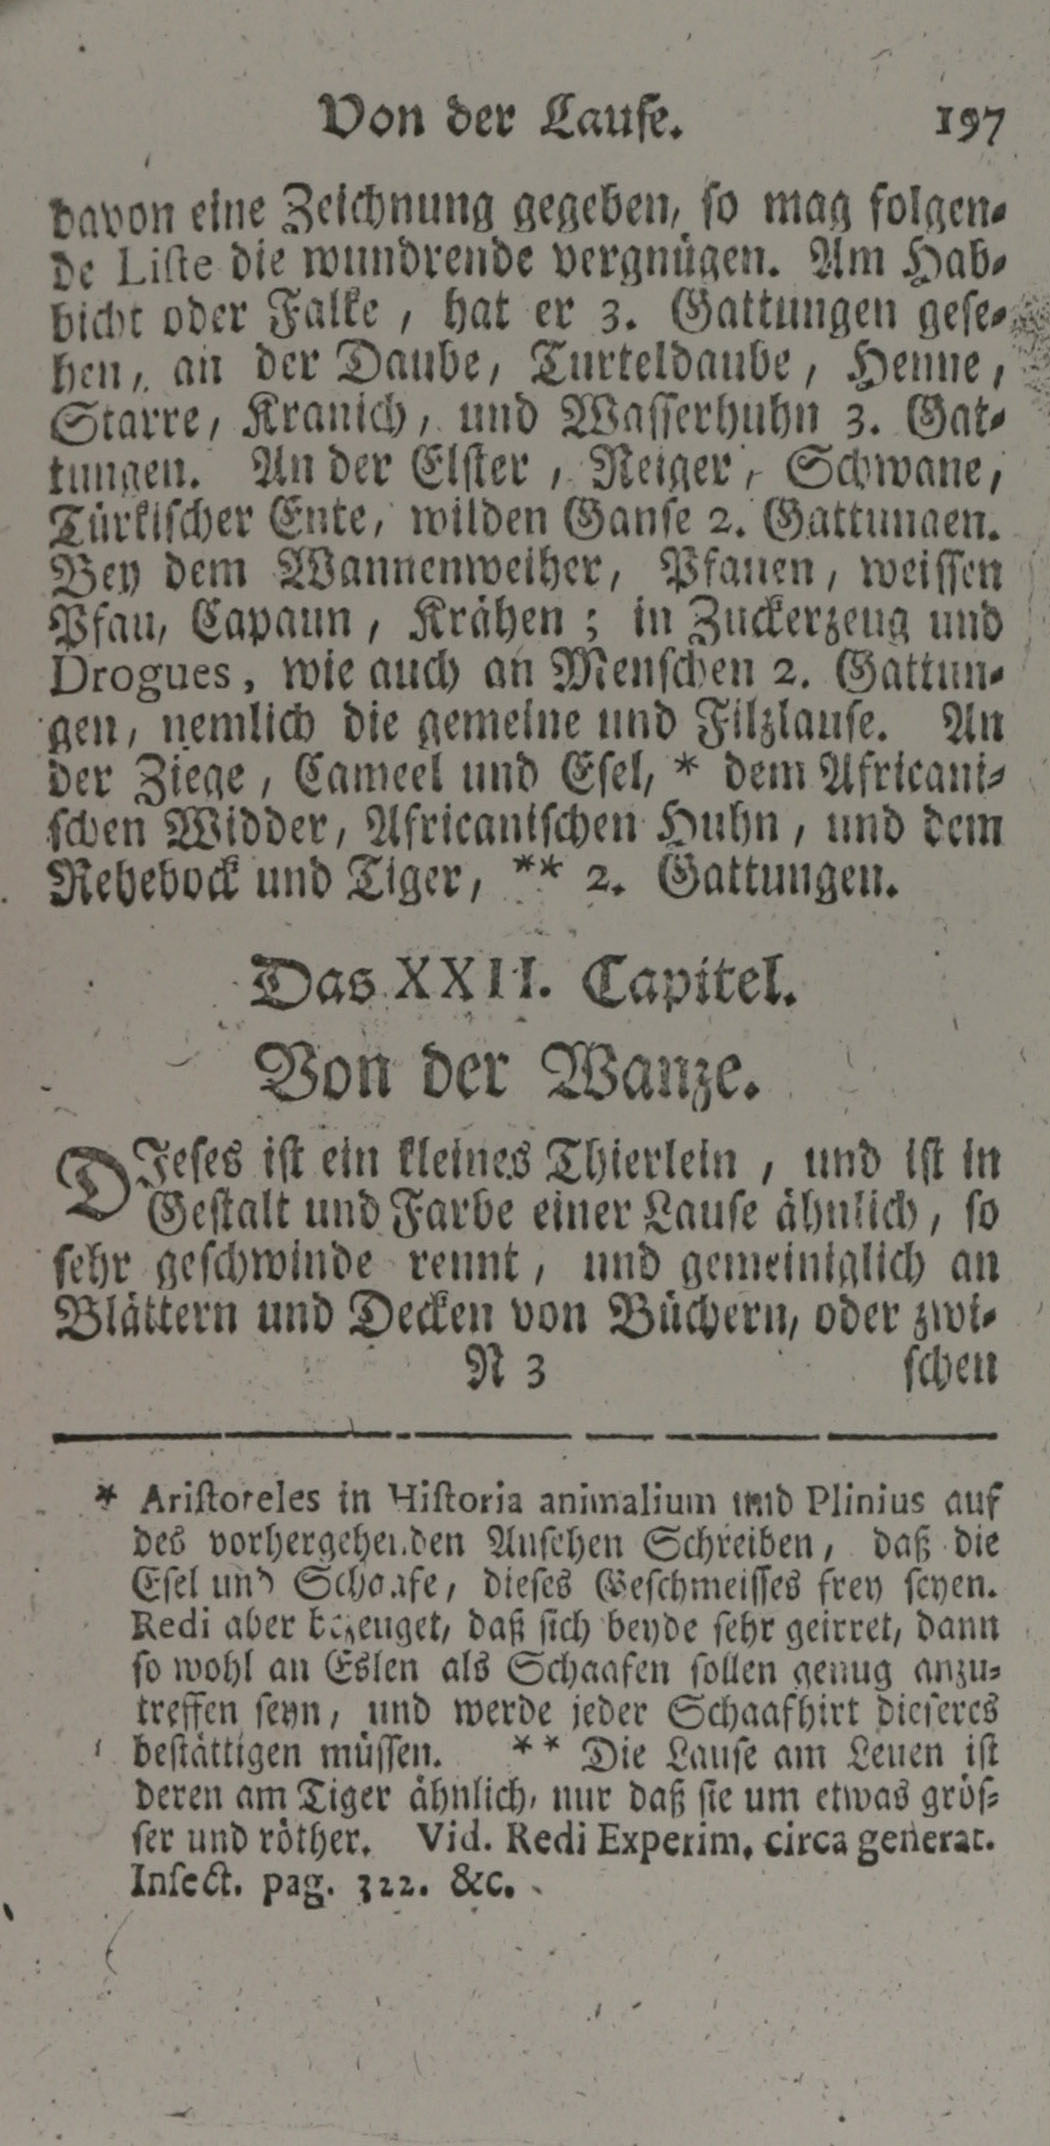 Von der Lause. 197
davon eine Zeichnung gegeben, so mag folgen-
de Liste die wundrende vergnügen. Am Hab-
bicht oder Falke, hat er 3. Gattungen gese-
hen, an der Daube, Turteldaube, Henne,
Starre, Kranich, und Wasserhuhn 3. Gat-
tungen. An der Elster, Reiger, Schwane,
Türkischer Ente, wilden Ganse 2. Gattungen.
Bey dem Wannenweiher, Pfauen, weissen
Pfau, Capaun, Krähen; in Zuckerzeug und
Drogues, wie auch an Menschen 2. Gattun-
gen, nemlich die gemeine und Filzlause. An
der Ziege, Cameel und Esel, * dem Africani-
schen Widder, Africanischen Huhn, und dem
Rehebock und Tiger, ** 2. Gattungen.
Das XXII. Capitel.
Von der Wanze.
DIeses ist ein kleines Thierlein, und ist in
Gestalt und Farbe einer Lause ähnlich, so
sehr geschwinde rennt, und gemeiniglich an
Blättern und Decken von Büchern, oder zwi-
N 3 schen
* Aristoteles in Historia animalium und Plinius auf
des vorhergehenden Ansehen Schreiben, daß die
Esel und Schaafe, dieses Geschmeisses frey seyen.
Redi aber bezeuget, daß sich beyde sehr geirret, dann
so wohl an Eslen als Schaafen sollen genug anzu-
treffen seyn, und werde jeder Schaafhirt dieseres
bestättigen müssen. ** Die Lause am Leuen ist
deren am Tiger ähnlich, nur daß sie um etwas grös-
ser und röther. Vid. Redi Experim. circa generat.
Insect. pag. 322. &c.